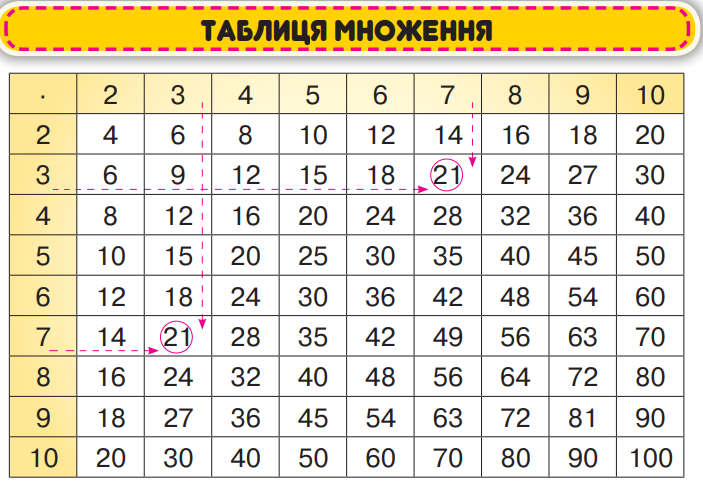 ТАБЛИЦЯ МНОЖЕННЯ
· 2 3 4 5 6 7 8 9 10
2 4 6 8 10 12 14 16 18 20
3 6 9 12 15 18 21 24 27 30
4 8 12 16 20 24 28 32 36 40
5 10 15 20 25 30 35 40 45 50
6 12 18 24 30 36 42 48 54 60
7 14 21 28 35 42 49 56 63 70
8 16 24 32 40 48 56 64 72 80
9 18 27 36 45 54 63 72 81 90
10 20 30 40 50 60 70 80 90 100